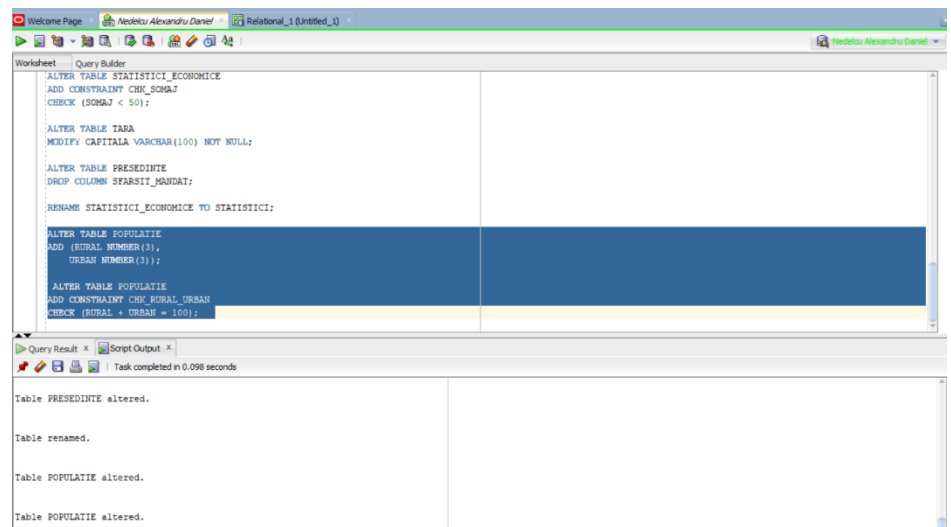 Welcome Page
Nedelcu Alexandru Daniel
Relational_1 (Untitled_1)
Nedelcu Alexandru Daniel
Worksheet Query Builder
ALTER TABLE STATISTICI_ECONOMICE
ADD CONSTRAINT CHK_SOMAJ
CHECK (SOMAJ < 50);
ALTER TABLE TARA
MODIFY CAPITALA VARCHAR(100) NOT NULL;
ALTER TABLE PRESEDINTE
DROP COLUMN SFARSIT_MANDAT;
RENAME STATISTICI_ECONOMICE TO STATISTICI;
ALTER TABLE POPULATIE
ADD (RURAL NUMBER(3),
URBAN NUMBER(3));
ALTER TABLE POPULATIE
ADD CONSTRAINT CHK_RURAL_URBAN
CHECK (RURAL + URBAN = 100);
Query Result x Script Output x
Task completed in 0.098 seconds
Table PRESEDINTE altered.
Table renamed.
Table POPULATIE altered.
Table POPULATIE altered.